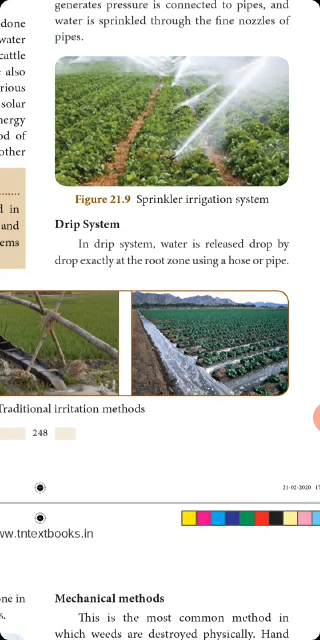 generates pressure is connected to pipes, and
water is sprinkled through the fine nozzles of
pipes.
done
water
cattle
also
rious
solar
nergy
od of
other
d in
and
ems
Figure 21.9 Sprinkler irrigation system
Drip System
In drip system, water is released drop by
drop exactly at the root zone using a hose or pipe.
Traditional irritation methods
248
21-02-2020 17
ww.tntextbooks.in
one in
s.
Mechanical methods
This is the most common method in
which weeds are destroyed physically. Hand